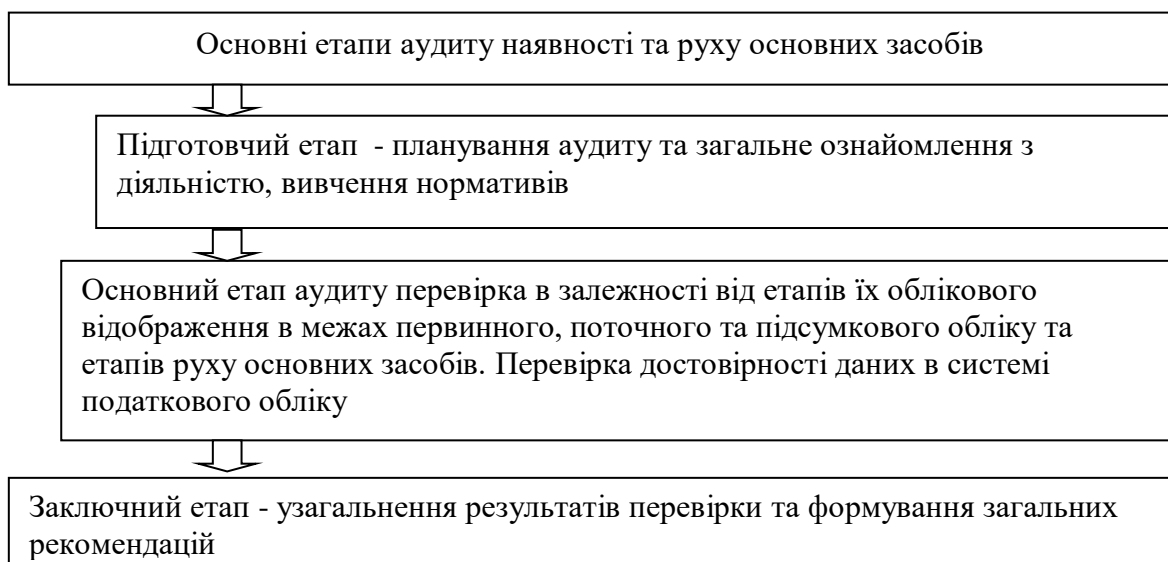 Основні етапи аудиту наявності та руху основних засобів
Підготовчий етап  - планування аудиту та загальне ознайомлення з
діяльністю, вивчення нормативів
Основний етап аудиту перевірка в залежності від етапів їх облікового
відображення в межах первинного, поточного та підсумкового обліку та
етапів руху основних засобів. Перевірка достовірності даних в системі
податкового обліку
Заключний етап - узагальнення результатів перевірки та формування загальних
рекомендацій